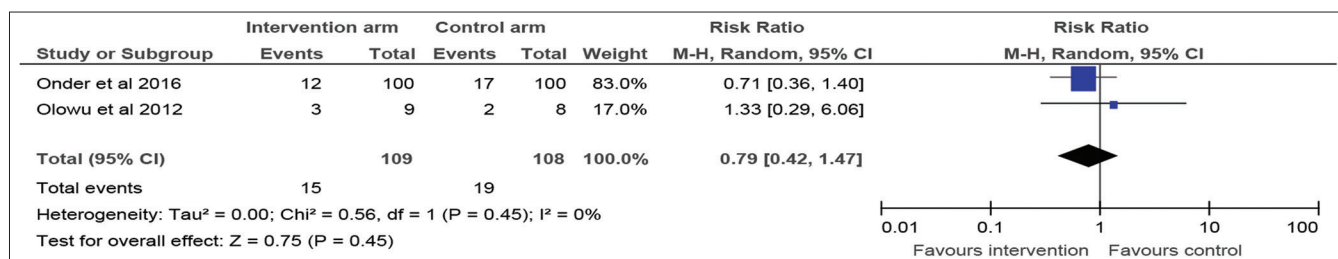 Intervention arm Control arm Risk Ratio Risk Ratio
Study or Subgroup Events Total Events Total Weight M-H, Random, 95% CI M-H, Random, 95% CI
Onder et al 2016 12 100 17 100 83.0% 0.71 [0.36, 1.40]
Olowu et al 2012 3 9 2 8 17.0% 1.33 [0.29, 6.06]
Total (95% CI) 109 108 100.0% 0.79 [0.42, 1.47]
Total events 15 19
Heterogeneity: Tau² = 0.00; Chi² = 0.56, df = 1 (P = 0.45); I² = 0%
Test for overall effect: Z = 0.75 (P = 0.45)
0.01 0.1 1 10 100
Favours intervention Favours control